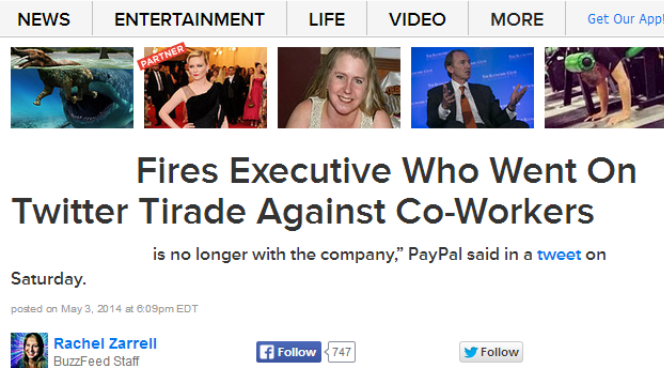 NEWS ENTERTAINMENT LIFE VIDEO MORE Get Our App!
PARTNER
Fires Executive Who Went On
Twitter Tirade Against Co-Workers
is no longer with the company,” PayPal said in a tweet on
Saturday.
posted on May 3, 2014 at 6:09pm EDT
Rachel Zarrell
BuzzFeed Staff
Follow 747
Follow